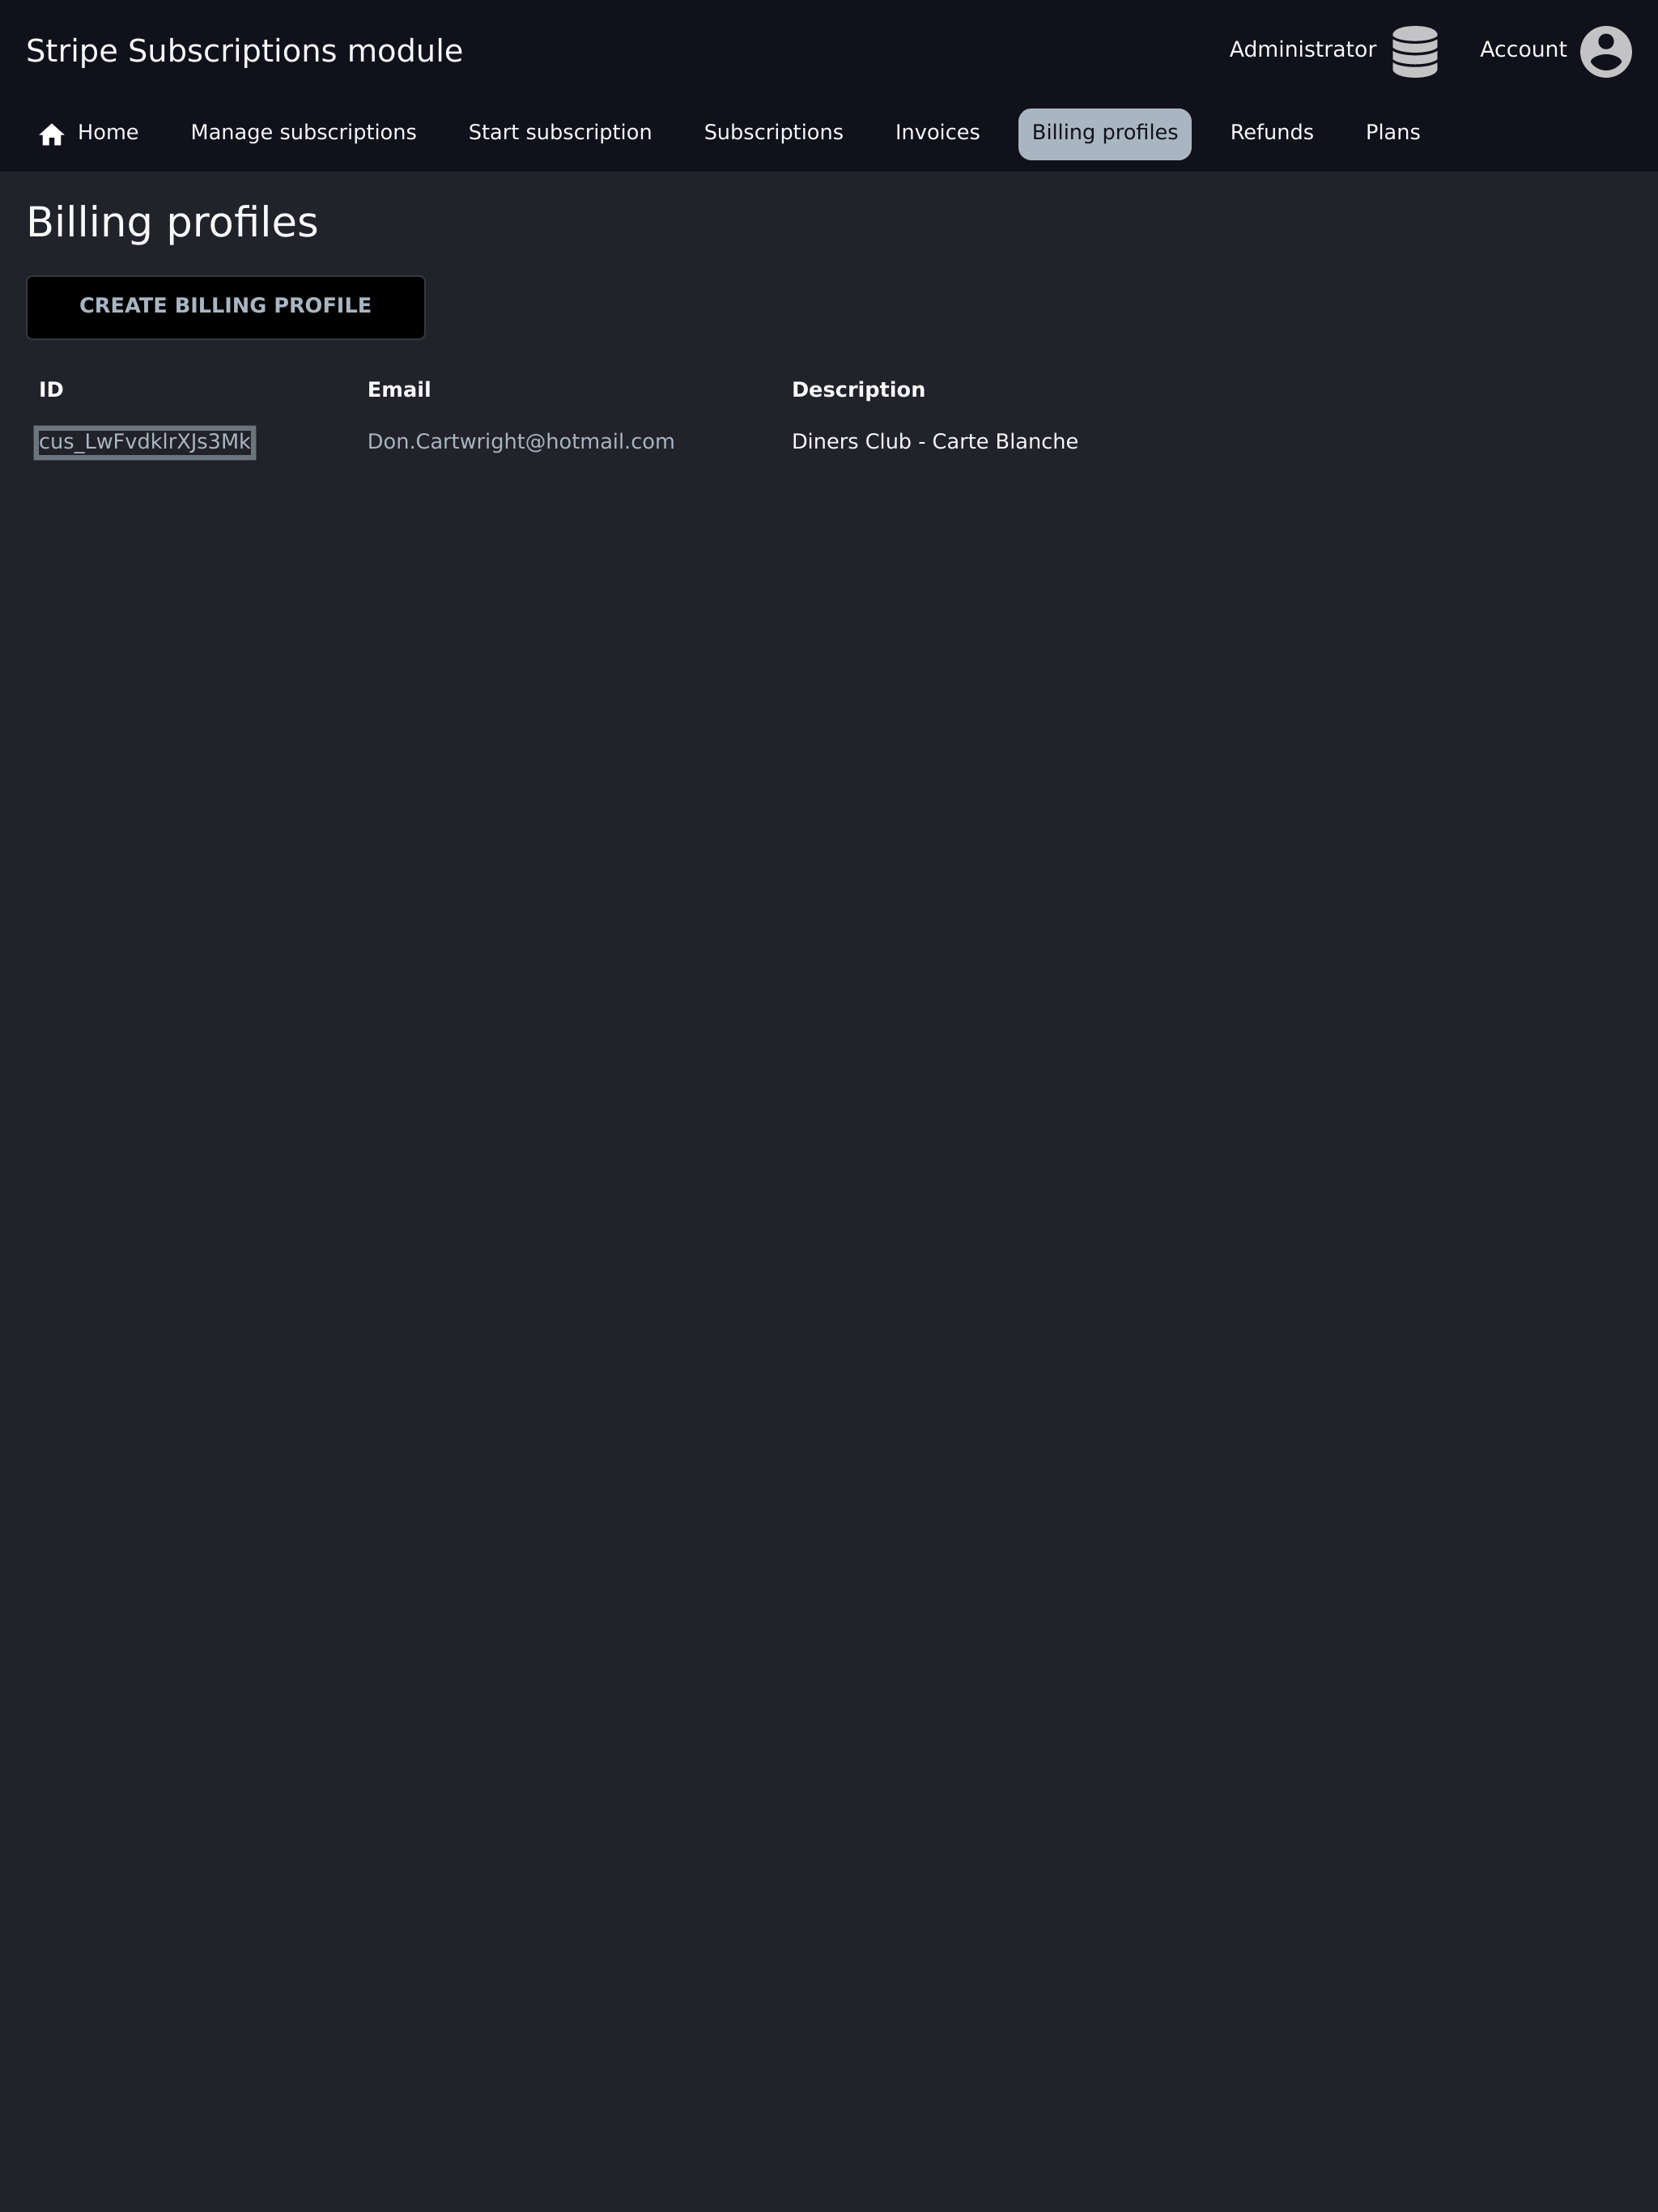 Stripe Subscriptions module
Administrator
Account
Home
Manage subscriptions
Start subscription
Subscriptions
Invoices
Billing profiles
Refunds
Plans
Billing profiles
CREATE BILLING PROFILE
ID Email Description
cus_LwFvdklrXJs3Mk Don.Cartwright@hotmail.com Diners Club - Carte Blanche